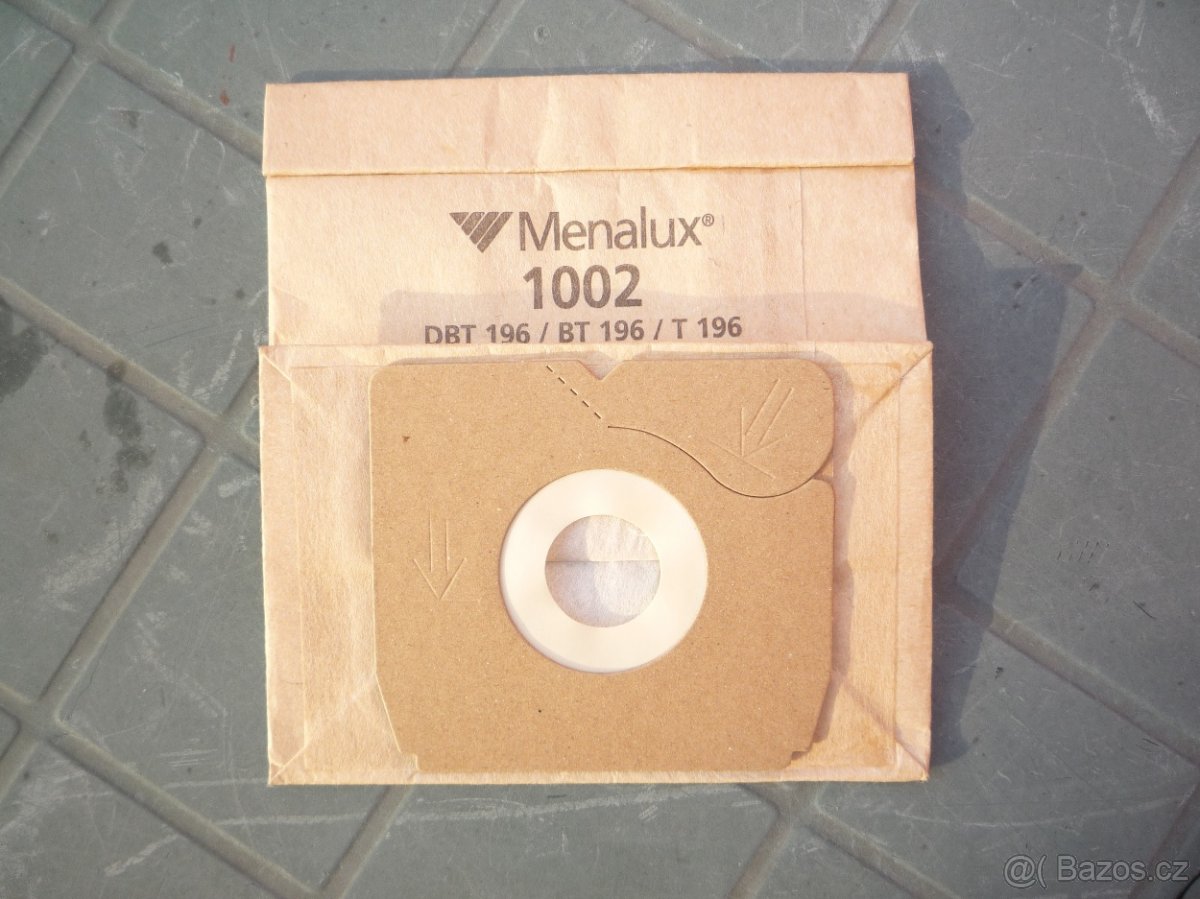 Menalux®
1002
DBT 196 / BT 196 / T 196
@( Bazos.cz